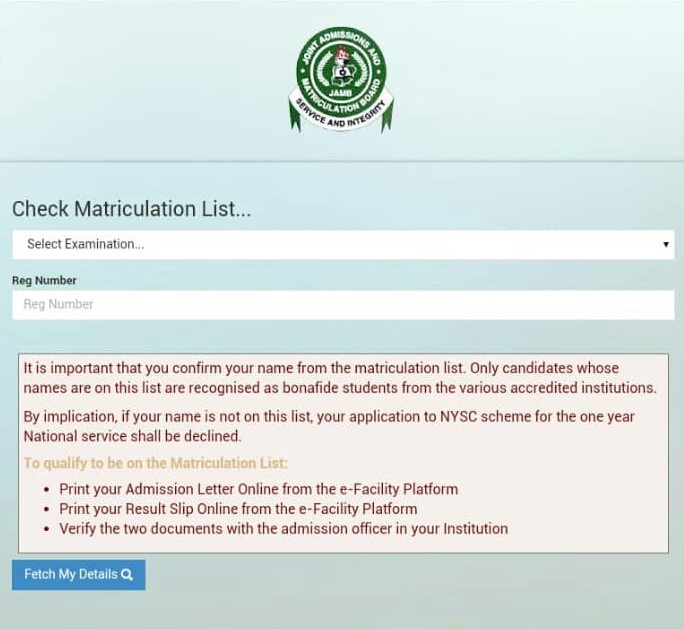 JOINT ADMISSIONS AND
MATRICULATION BOARD
JAMB
SERVICE AND INTEGRITY
Check Matriculation List...
Select Examination...
Reg Number
Reg Number
It is important that you confirm your name from the matriculation list. Only candidates whose
names are on this list are recognised as bonafide students from the various accredited institutions.
By implication, if your name is not on this list, your application to NYSC scheme for the one year
National service shall be declined.
To qualify to be on the Matriculation List:
• Print your Admission Letter Online from the e-Facility Platform
• Print your Result Slip Online from the e-Facility Platform
• Verify the two documents with the admission officer in your Institution
Fetch My Details